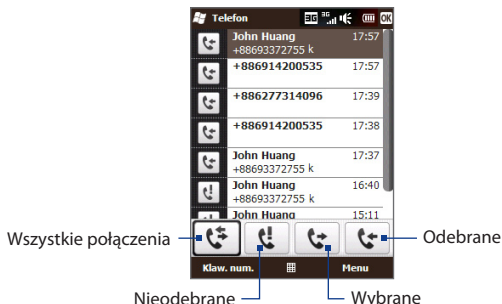 Telefon 3G 3G OK
John Huang 17:57
+88693372755 k
+886914200535 17:57
+886277314096 17:39
+886914200535 17:38
John Huang 17:37
+88693372755 k
John Huang 16:40
+88693372755 k
John Huang 15:11
Wszystkie połączenia
Odebrane
Klaw. num. Menu
Nieodebrane
Wybrane